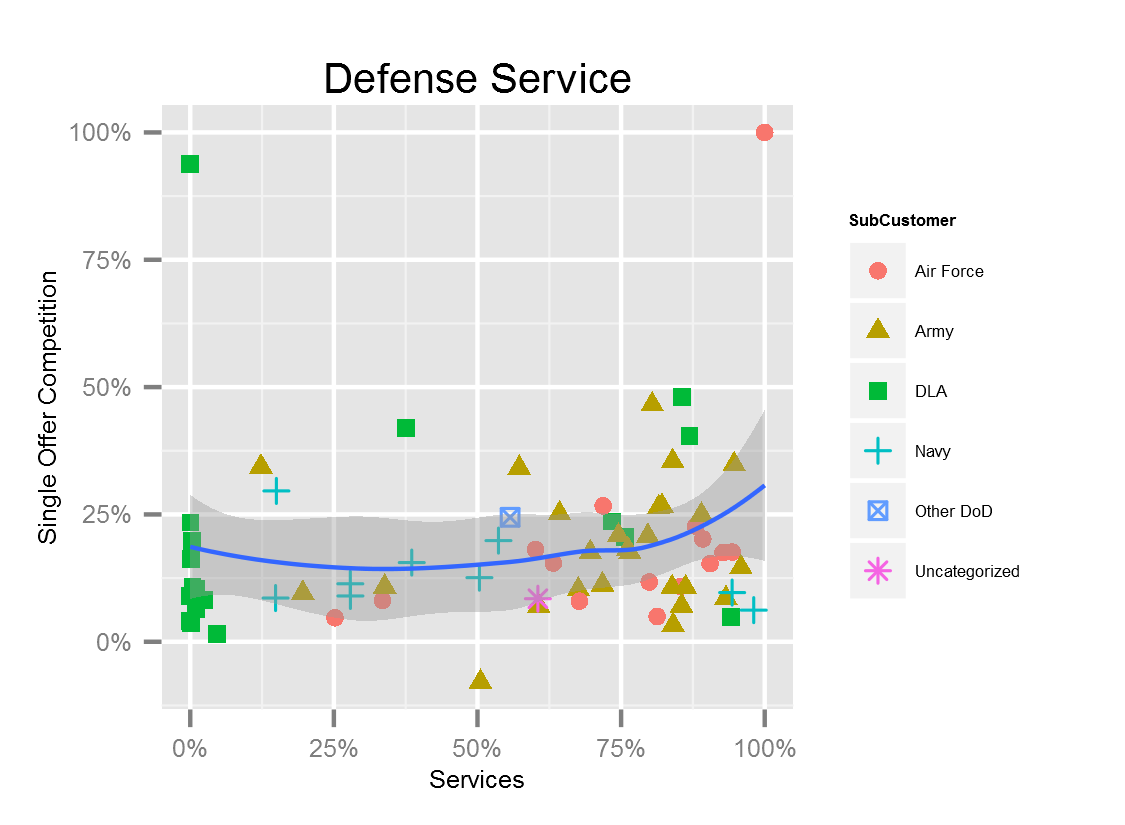 Defense Service
100%
75%
50%
25%
0%
Single Offer Competition
0% 25% 50% 75% 100%
Services
SubCustomer
Air Force
Army
DLA
Navy
Other DoD
Uncategorized